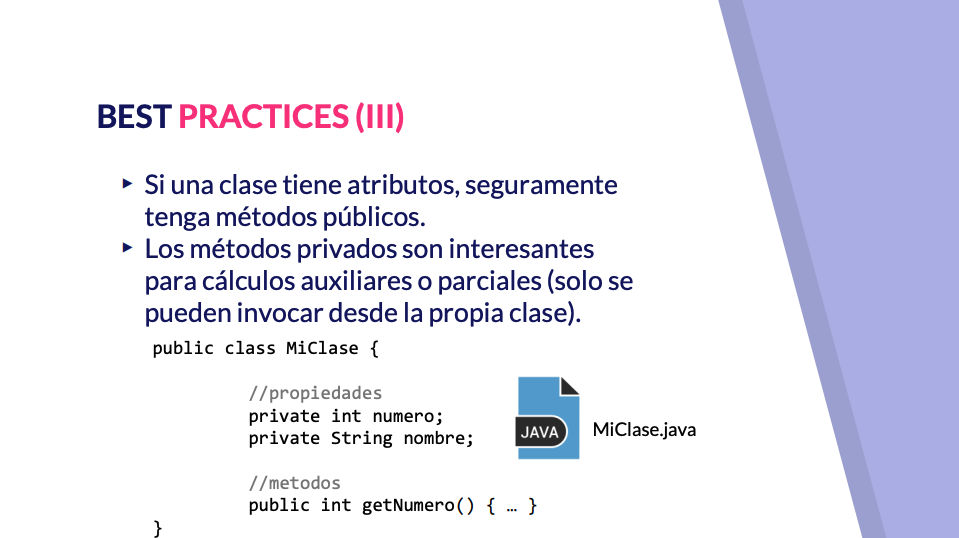 BEST PRACTICES (III)
▸ Si una clase tiene atributos, seguramente
tenga métodos públicos.
▸ Los métodos privados son interesantes
para cálculos auxiliares o parciales (solo se
pueden invocar desde la propia clase).
public class MiClase {
//propiedades
private int numero;
private String nombre;
//metodos
public int getNumero() { … }
}
JAVA
MiClase.java